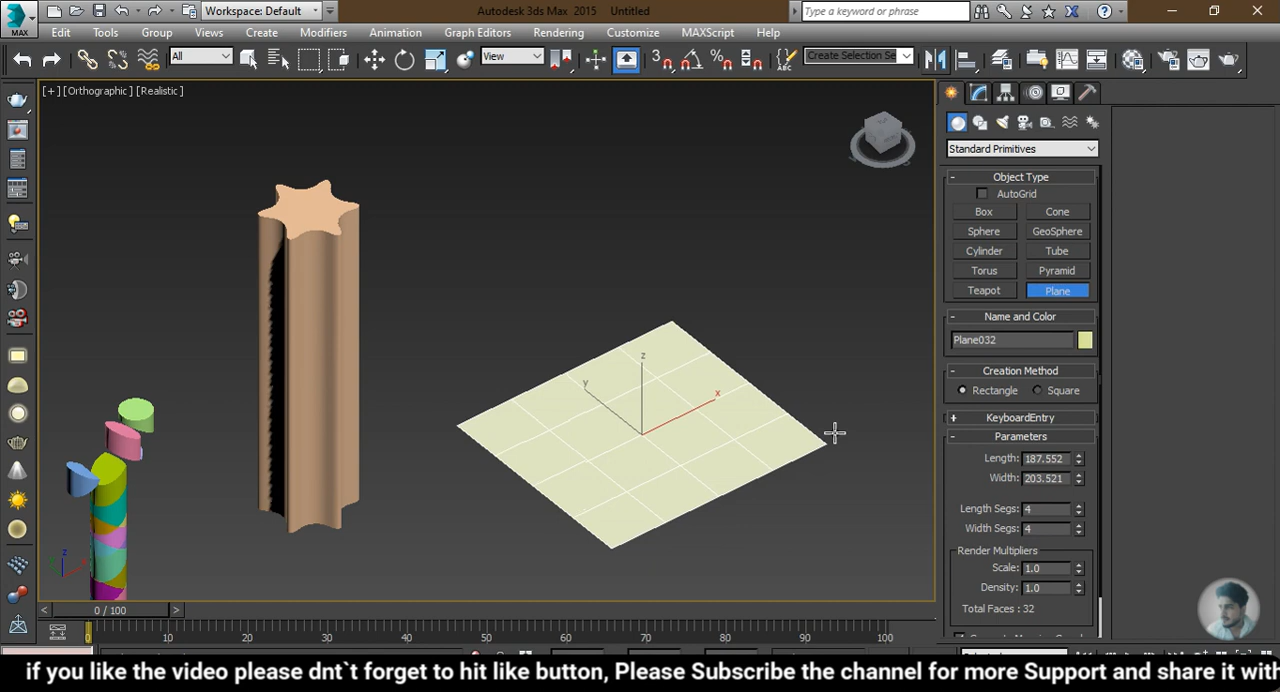 Workspace: Default
Autodesk 3ds Max 2015
Untitled
Type a keyword or phrase
MAX
Edit
Tools
Group
Views
Create
Modifiers
Animation
Graph Editors
Rendering
Customize
MAXScript
Help
All
View
Create Selection Se
[+] [Orthographic] [Realistic]
Standard Primitives
- Object Type
AutoGrid
Box
Cone
Sphere
GeoSphere
Cylinder
Tube
Torus
Pyramid
Teapot
Plane
- Name and Color
Plane032
- Creation Method
Rectangle
Square
+ KeyboardEntry
- Parameters
Length: 187.552
Width: 203.521
Length Segs: 4
Width Segs: 4
Render Multipliers
Scale: 1.0
Density: 1.0
Total Faces : 32
z
y
x
z
< 0 / 100 >
0 10 20 30 40 50 60 70 80 90 100
if you like the video please dnt`t forget to hit like button, Please Subscribe the channel for more Support and share it with